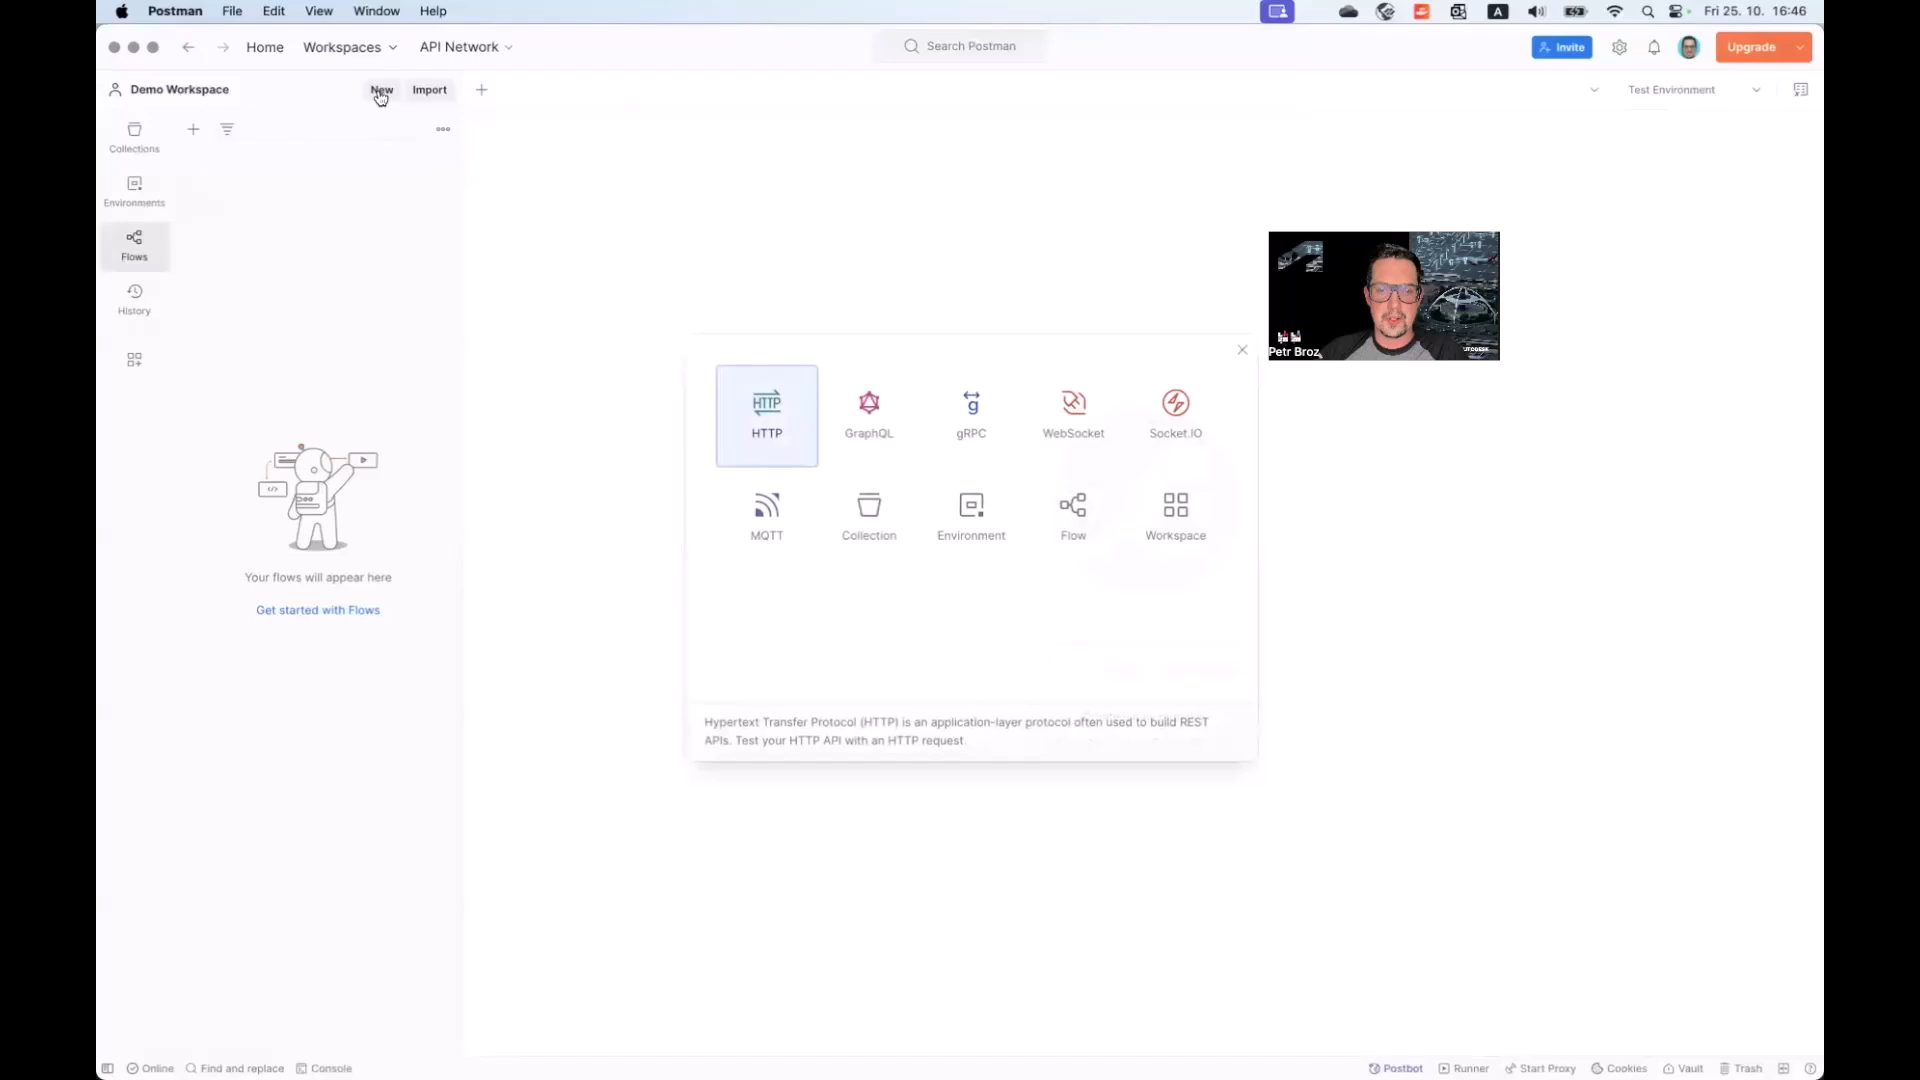 Postman File Edit View Window Help
A Fri 25. 10. 16:46
Home Workspaces API Network Search Postman Invite Upgrade
Demo Workspace New Import Test Environment
Collections
Environments
Flows
History
Your flows will appear here
Get started with Flows
Petr Broz
HTTP
HTTP GraphQL gRPC WebSocket Socket.IO
MQTT Collection Environment Flow Workspace
Hypertext Transfer Protocol (HTTP) is an application-layer protocol often used to build REST
APIs. Test your HTTP API with an HTTP request.
Online Find and replace Console Postbot Runner Start Proxy Cookies Vault Trash